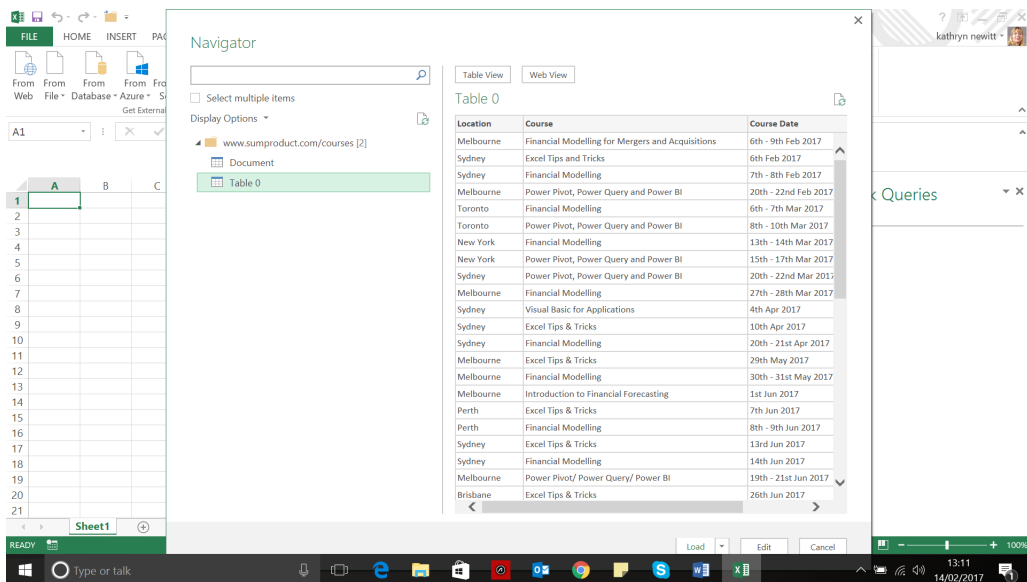 ?
FILE HOME INSERT PAG
kathryn newitt
From Web
From File
From Database
From Azure
Get External
A1
A B C
1
2
3
4
5
6
7
8
9
10
11
12
13
14
15
16
17
18
19
20
21
Sheet1
READY
Navigator
Select multiple items
Display Options
www.sumproduct.com/courses [2]
Document
Table 0
Table View Web View
Table 0
Location Course Course Date
Melbourne Financial Modelling for Mergers and Acquisitions 6th - 9th Feb 2017
Sydney Excel Tips and Tricks 6th Feb 2017
Sydney Financial Modelling 7th - 8th Feb 2017
Melbourne Power Pivot, Power Query and Power BI 20th - 22nd Feb 2017
Toronto Financial Modelling 6th - 7th Mar 2017
Toronto Power Pivot, Power Query and Power BI 8th - 10th Mar 2017
New York Financial Modelling 13th - 14th Mar 2017
New York Power Pivot, Power Query and Power BI 15th - 17th Mar 2017
Sydney Power Pivot, Power Query and Power BI 20th - 22nd Mar 2017
Melbourne Financial Modelling 27th - 28th Mar 2017
Sydney Visual Basic for Applications 4th Apr 2017
Sydney Excel Tips & Tricks 10th Apr 2017
Sydney Financial Modelling 20th - 21st Apr 2017
Melbourne Excel Tips & Tricks 29th May 2017
Melbourne Financial Modelling 30th - 31st May 2017
Melbourne Introduction to Financial Forecasting 1st Jun 2017
Perth Excel Tips & Tricks 7th Jun 2017
Perth Financial Modelling 8th - 9th Jun 2017
Sydney Excel Tips & Tricks 13rd Jun 2017
Sydney Financial Modelling 14th Jun 2017
Melbourne Power Pivot/ Power Query/ Power BI 19th - 21st Jun 2017
Brisbane Excel Tips & Tricks 26th Jun 2017
Load Edit Cancel
Queries
100%
Type or talk
13:11
14/02/2017